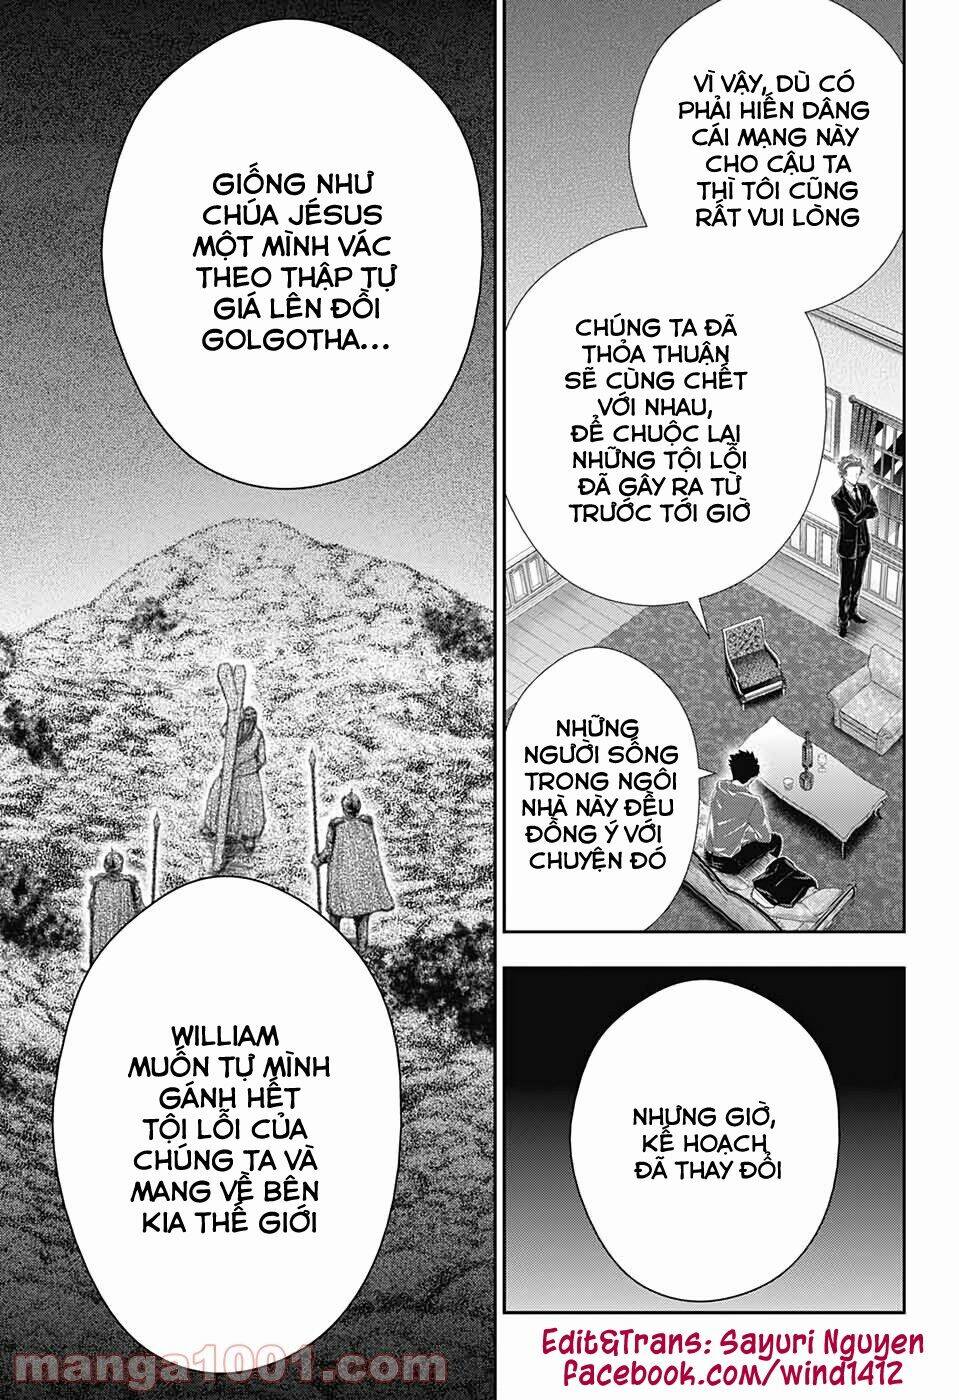 VÌ VẬY, DÙ CÓ
PHẢI HIẾN DÂNG
CÁI MẠNG NÀY
CHO CẬU TA
THÌ TÔI CŨNG
RẤT VUI LÒNG
CHÚNG TA ĐÃ
THỎA THUẬN
SẼ CÙNG CHẾT
VỚI NHAU,
ĐỂ CHUỘC LẠI
NHỮNG TỘI LỖI
ĐÃ GÂY RA TỪ
TRƯỚC TỚI GIỜ
NHỮNG
NGƯỜI SỐNG
TRONG NGÔI
NHÀ NÀY ĐỀU
ĐỒNG Ý VỚI
CHUYỆN ĐÓ
NHƯNG GIỜ,
KẾ HOẠCH
ĐÃ THAY ĐỔI
GIỐNG NHƯ
CHÚA JÉSUS
MỘT MÌNH VÁC
THEO THẬP TỰ
GIÁ LÊN ĐỒI
GOLGOTHA...
WILLIAM
MUỐN TỰ MÌNH
GÁNH HẾT
TỘI LỖI CỦA
CHÚNG TA VÀ
MANG VỀ BÊN
KIA THẾ GIỚI
manga1001.com
Edit&Trans: Sayuri Nguyen
facebook.com/wind1412